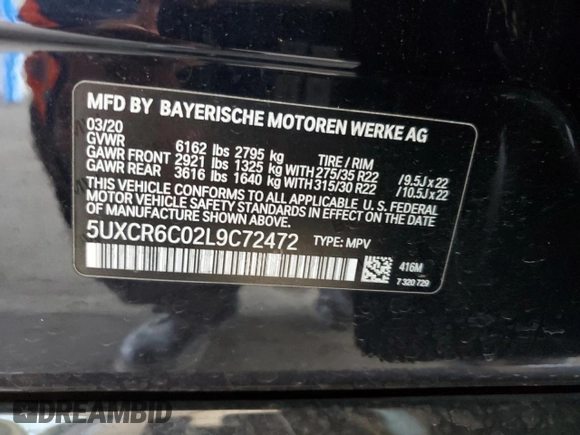 MFD BY BAYERISCHE MOTOREN WERKE AG
03/20
GVWR 6162 lbs 2795 kg TIRE / RIM
GAWR FRONT 2921 lbs 1325 kg WITH 275/35 R22 /9.5J x 22
GAWR REAR 3616 lbs 1640 kg WITH 315/30 R22 /10.5J x 22
THIS VEHICLE CONFORMS TO ALL APPLICABLE U. S. FEDERAL
MOTOR VEHICLE SAFETY STANDARDS IN EFFECT ON THE DATE OF
MANUFACTURE SHOWN ABOVE.
5UXCR6C02L9C72472 TYPE: MPV
416M
7 320 729
DREAMBID